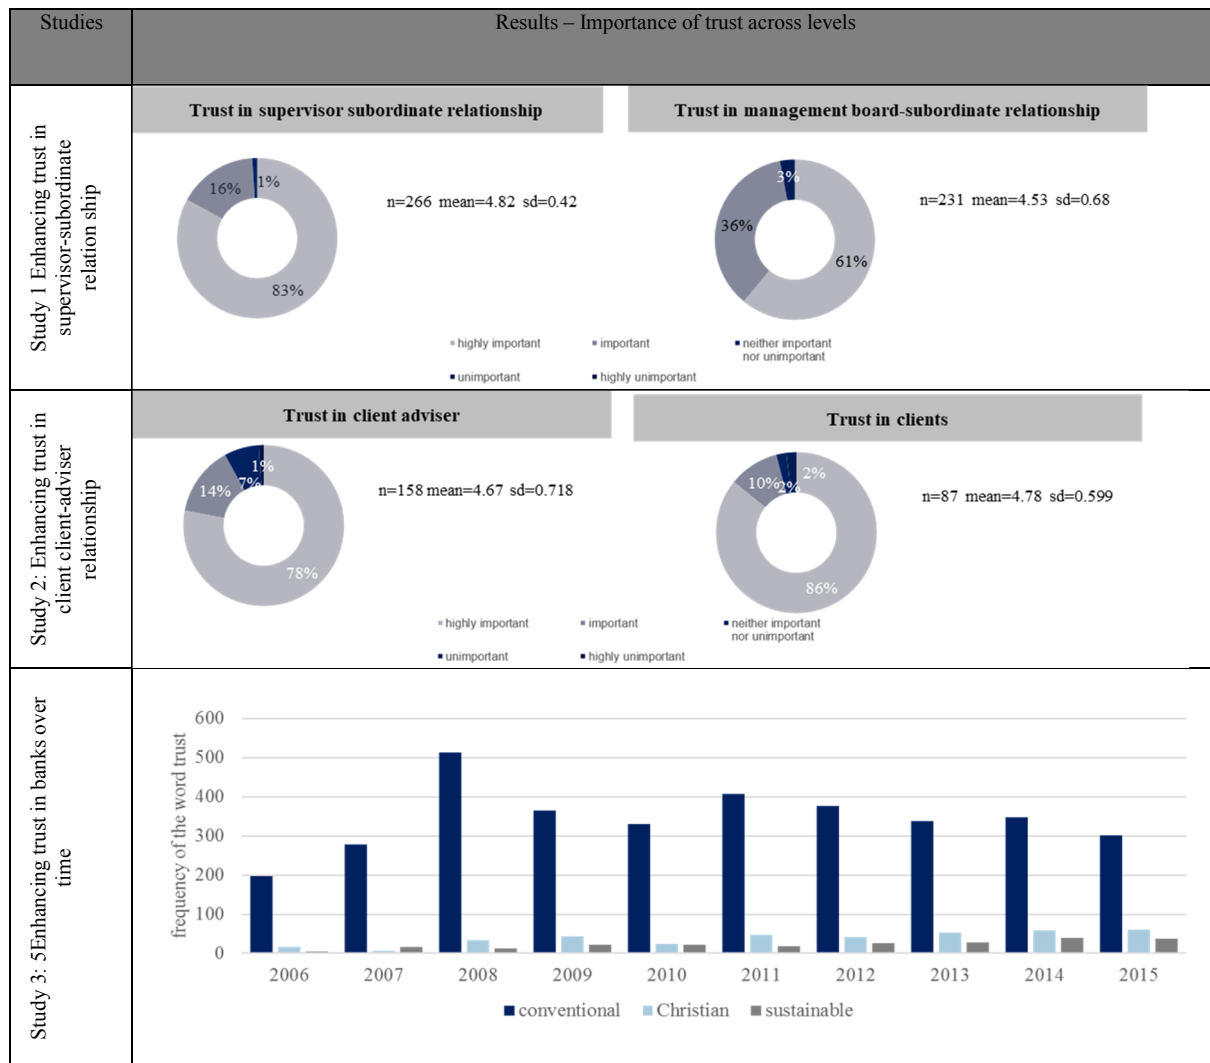 Studies
Results – Importance of trust across levels
Study 1 Enhancing trust in
supervisor-subordinate
relation ship
Trust in supervisor subordinate relationship
16%
1%
83%
n=266 mean=4.82 sd=0.42
Trust in management board-subordinate relationship
3%
36%
61%
n=231 mean=4.53 sd=0.68
highly important
important
neither important
nor unimportant
unimportant
highly unimportant
Study 2: Enhancing trust in
client client-adviser
relationship
Trust in client adviser
1%
7%
14%
78%
n=158 mean=4.67 sd=0.718
Trust in clients
2%
10%
2%
86%
n=87 mean=4.78 sd=0.599
highly important
important
neither important
nor unimportant
unimportant
highly unimportant
Study 3: 5Enhancing trust in banks over
time
frequency of the word trust
600
500
400
300
200
100
0
2006 2007 2008 2009 2010 2011 2012 2013 2014 2015
conventional Christian sustainable